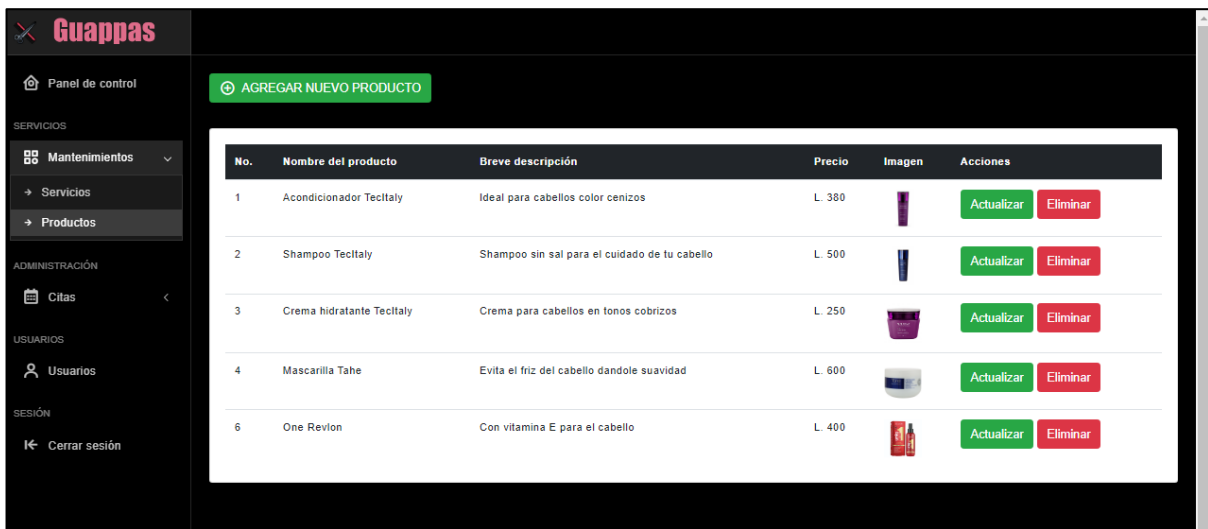 Guappas
Panel de control
SERVICIOS
Mantenimientos
Servicios
Productos
ADMINISTRACIÓN
Citas
USUARIOS
Usuarios
SESIÓN
Cerrar sesión
AGREGAR NUEVO PRODUCTO
No. Nombre del producto Breve descripción Precio Imagen Acciones
1 Acondicionador TecItaly Ideal para cabellos color cenizos L. 380 Actualizar Eliminar
2 Shampoo TecItaly Shampoo sin sal para el cuidado de tu cabello L. 500 Actualizar Eliminar
3 Crema hidratante TecItaly Crema para cabellos en tonos cobrizos L. 250 Actualizar Eliminar
4 Mascarilla Tahe Evita el friz del cabello dandole suavidad L. 600 Actualizar Eliminar
6 One Revlon Con vitamina E para el cabello L. 400 Actualizar Eliminar